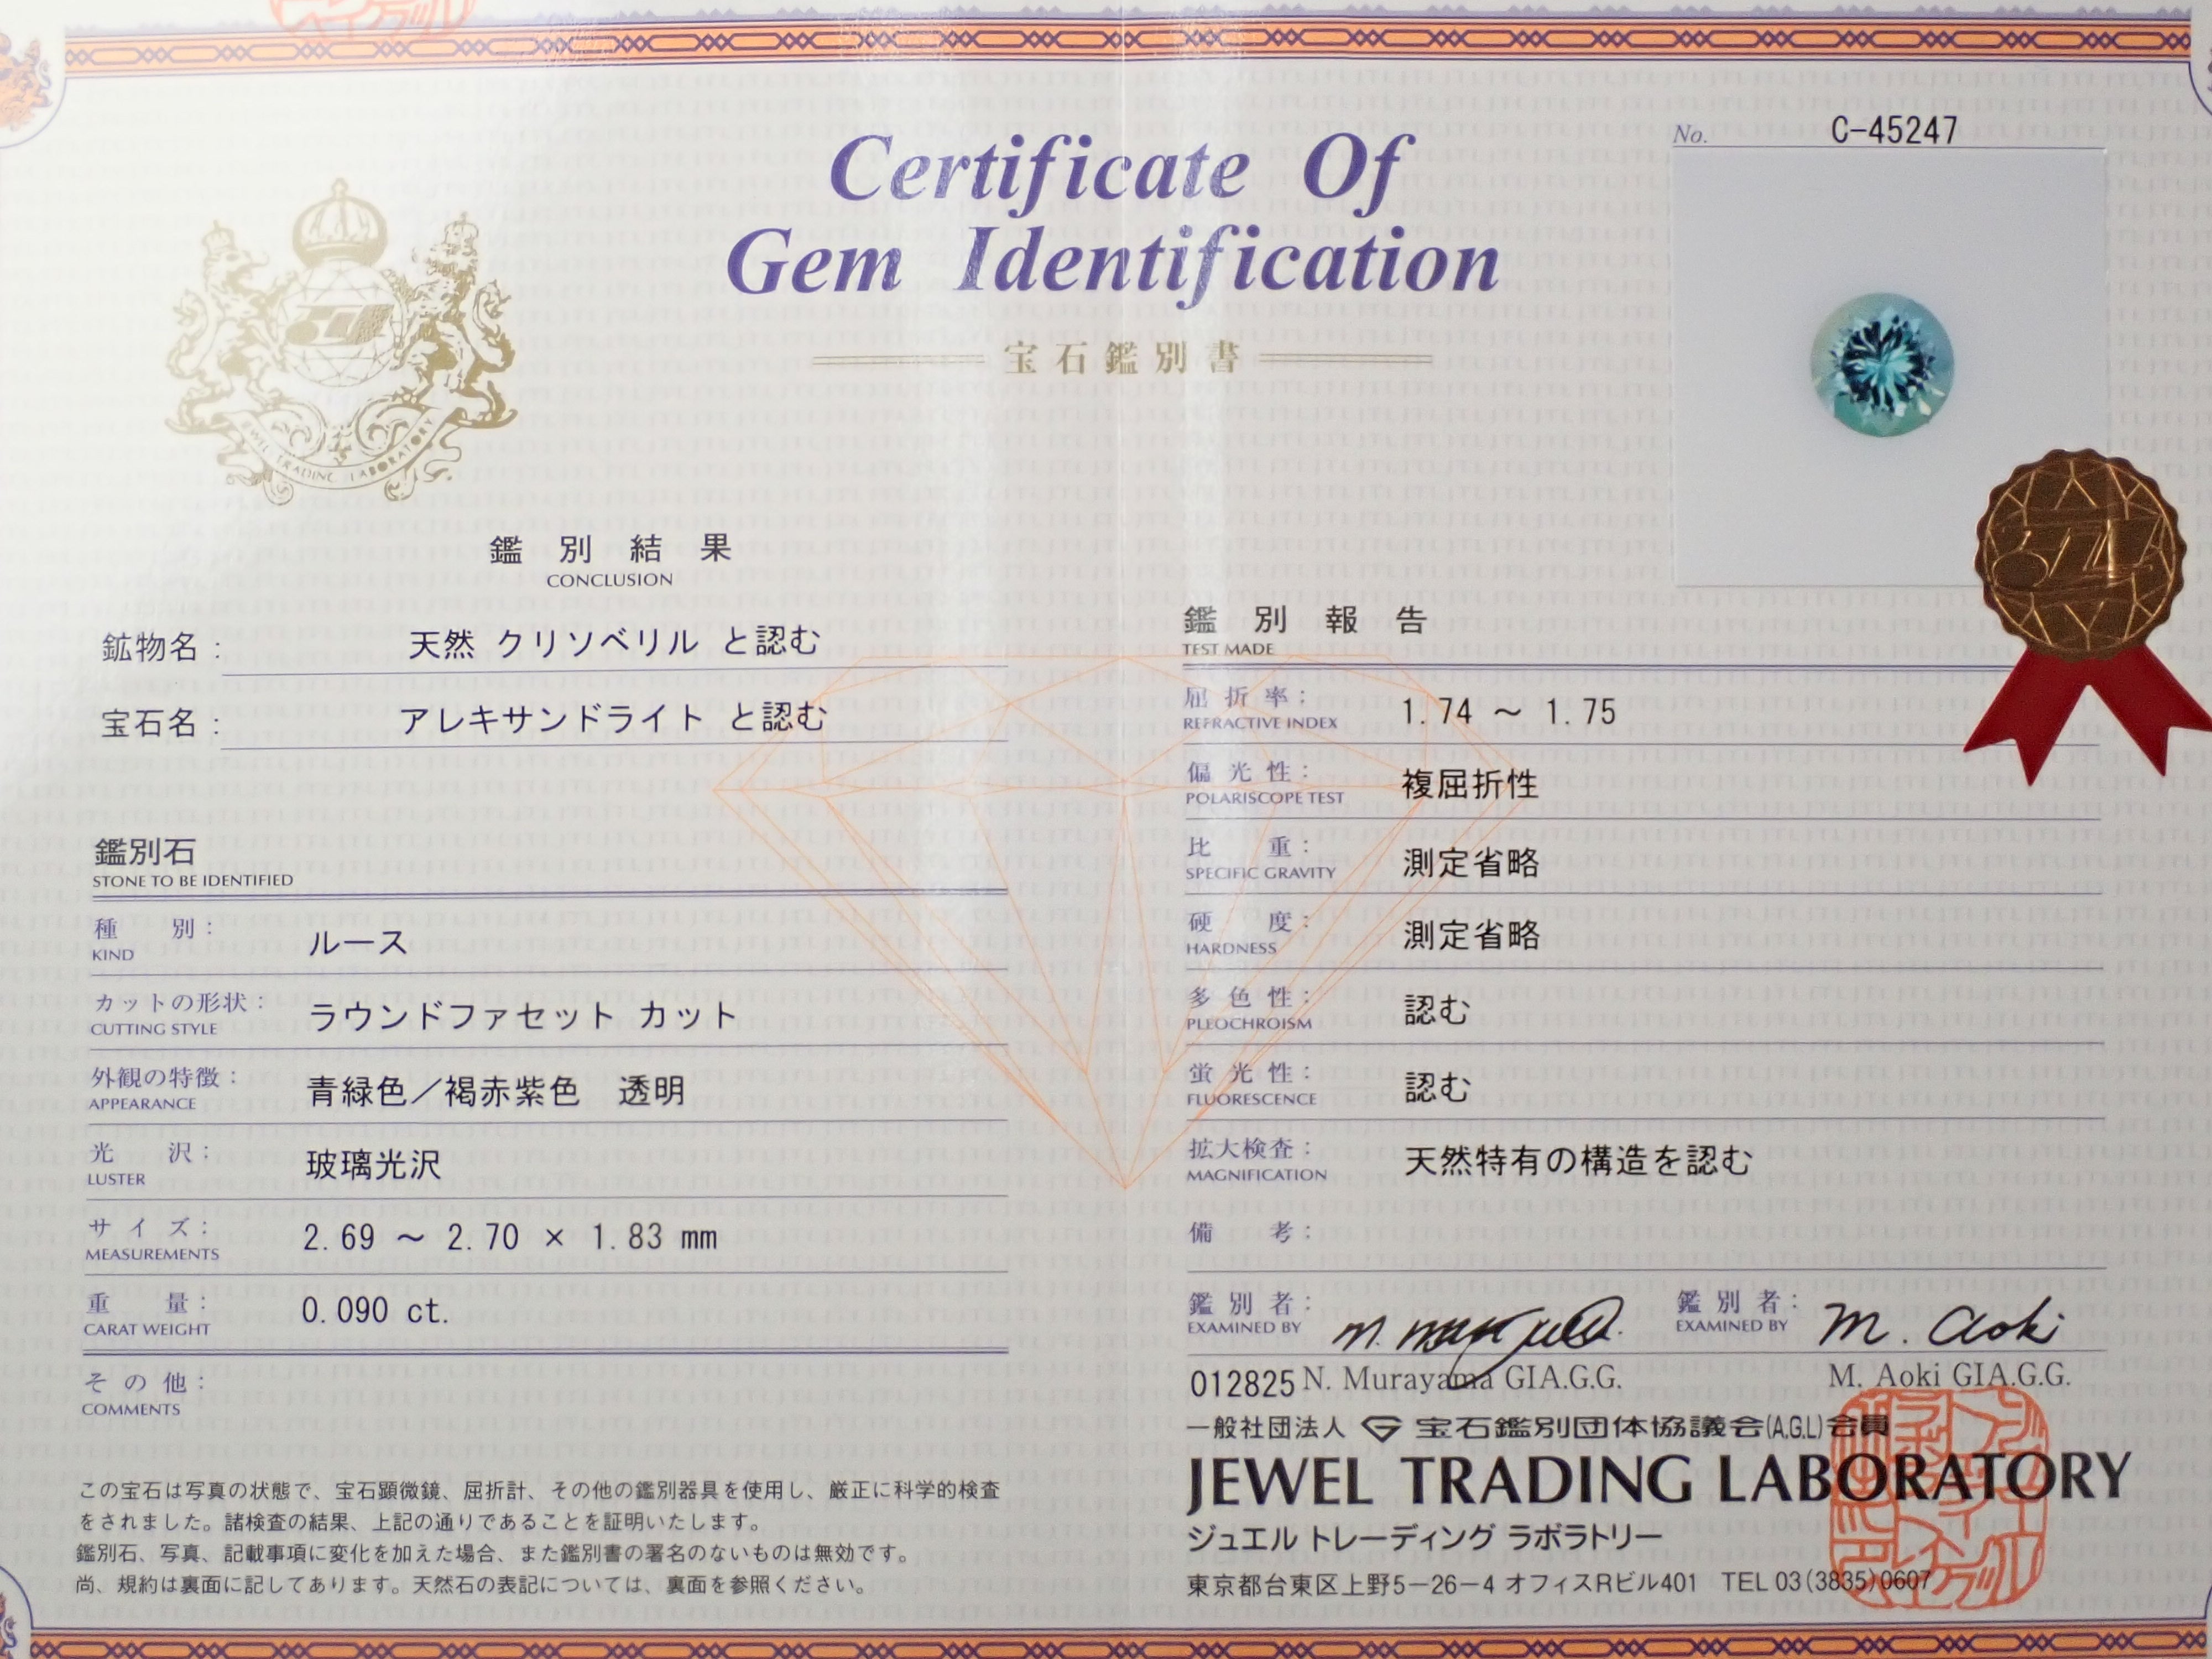 Certificate Of
Gem Identification
宝石鑑別書
No. C-45247
JEWEL TRADING LABORATORY
鑑別結果
CONCLUSION
鉱物名： 天然 クリソベリル と認む
宝石名： アレキサンドライト と認む
鑑別石
STONE TO BE IDENTIFIED
種別： ルース
KIND
カットの形状： ラウンドファセット カット
CUTTING STYLE
外観の特徴： 青緑色／褐赤紫色 透明
APPEARANCE
光沢： 玻璃光沢
LUSTER
サイズ： 2.69 ～ 2.70 × 1.83 mm
MEASUREMENTS
重量： 0.090 ct.
CARAT WEIGHT
その他：
COMMENTS
この宝石は写真の状態で、宝石顕微鏡、屈折計、その他の鑑別器具を使用し、厳正に科学的検査
をされました。諸検査の結果、上記の通りであることを証明いたします。
鑑別石、写真、記載事項に変化を加えた場合、また鑑別書の署名のないものは無効です。
尚、規約は裏面に記してあります。天然石の表記については、裏面を参照ください。
鑑別報告
TEST MADE
屈折率： 1.74 ～ 1.75
REFRACTIVE INDEX
偏光性： 複屈折性
POLARISCOPE TEST
比重： 測定省略
SPECIFIC GRAVITY
硬度： 測定省略
HARDNESS
多色性： 認む
PLEOCHROISM
蛍光性： 認む
FLUORESCENCE
拡大検査： 天然特有の構造を認む
MAGNIFICATION
備考：
鑑別者： 鑑別者： M. Aoki
EXAMINED BY EXAMINED BY
012825 N. Murayama GIA.G.G. M. Aoki GIA.G.G.
一般社団法人 宝石鑑別団体協議会(A.G.L)会員
JEWEL TRADING LABORATORY
ジュエル トレーディング ラボラトリー
東京都台東区上野5－26－4 オフィスRビル401 TEL 03(3835)0607